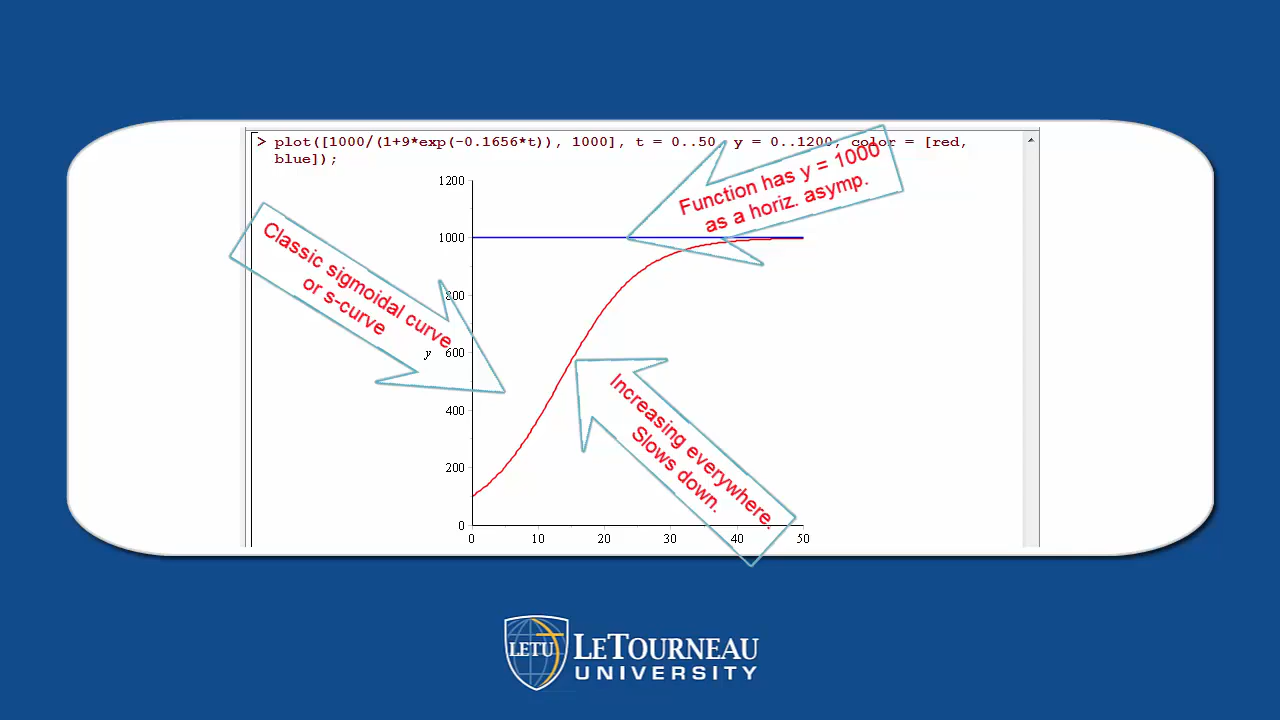 > plot([1000/(1+9*exp(-0.1656*t)), 1000], t = 0..50, y = 0..1200, color = [red,
blue]);
Function has y = 1000
as a horiz. asymp.
Classic sigmoidal curve
or s-curve
Increasing everywhere.
Slows down.
1200
1000
800
y 600
400
200
0
0 10 20 30 40 50
LETU
LETOURNEAU
UNIVERSITY